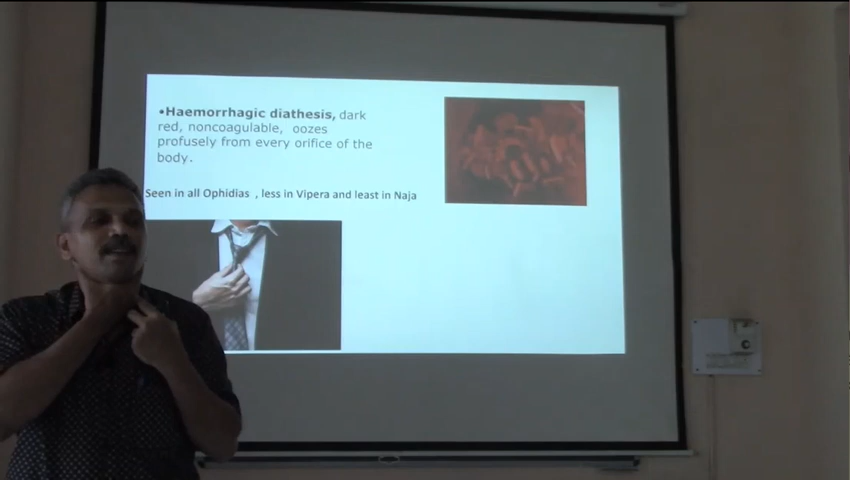 •Haemorrhagic diathesis, dark
red, noncoagulable, oozes
profusely from every orifice of the
body.
Seen in all Ophidias , less in Vipera and least in Naja